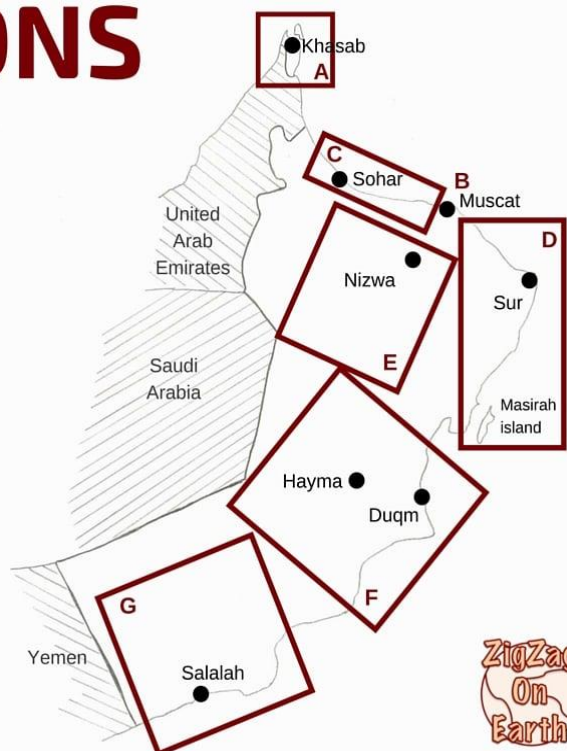 ONS
Khasab
A
C
Sohar
B
Muscat
D
United
Arab
Emirates
Nizwa
Sur
E
Saudi
Arabia
Masirah
island
Hayma
Duqm
F
G
Yemen
Salalah
ZigZag
On
Earth